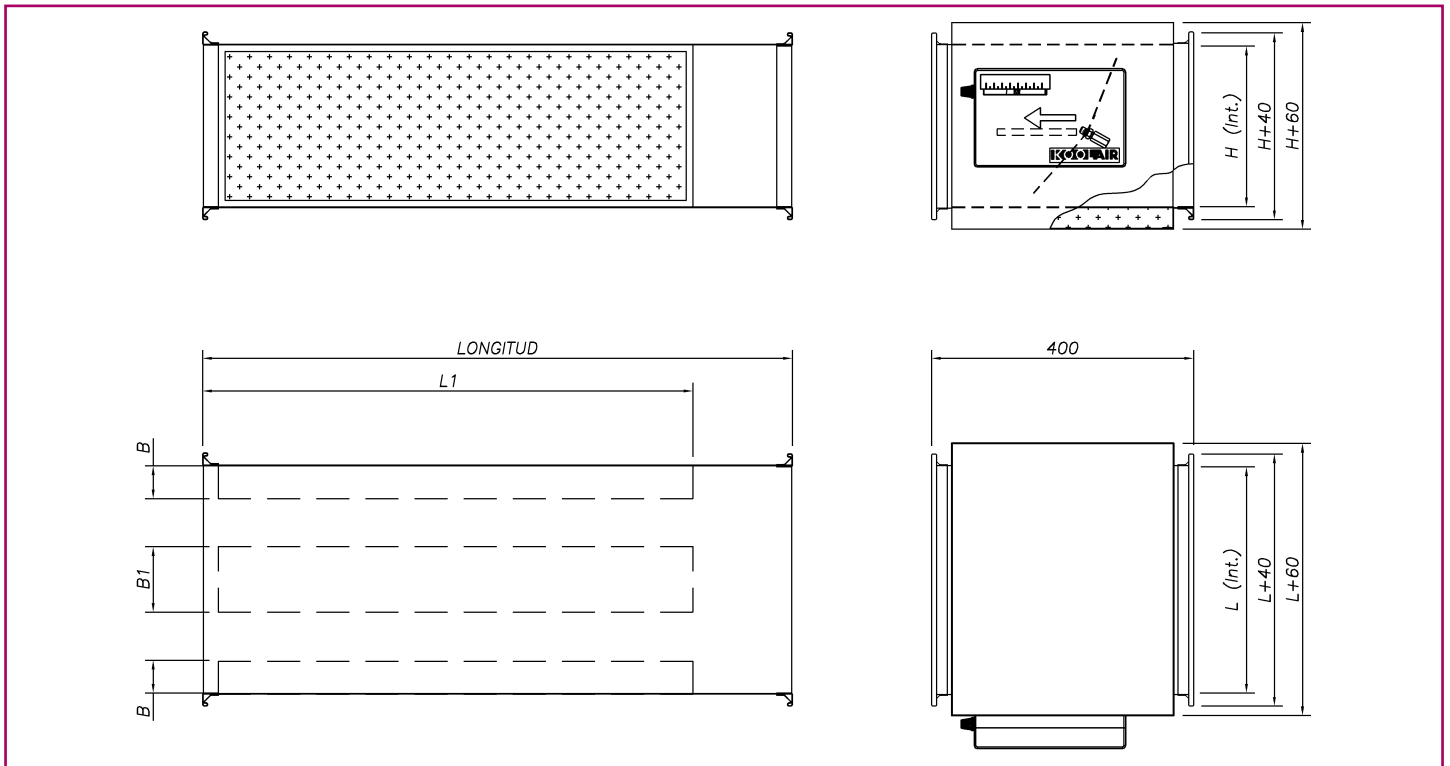 KOOLAIR
H (Int.)
H+40
H+60
LONGITUD
L1
B
B1
B
400
L (Int.)
L+40
L+60